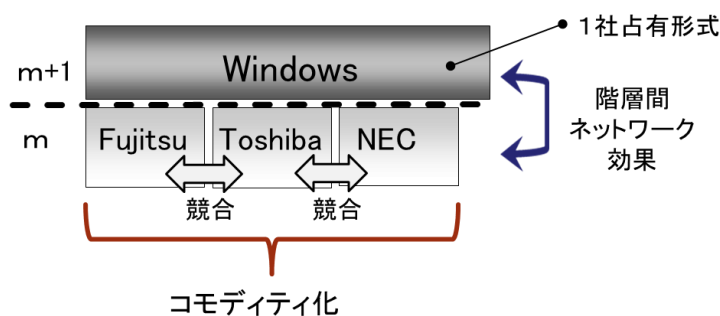 1社占有形式
m+1
Windows
階層間
ネットワーク
効果
m
Fujitsu
Toshiba
NEC
競合
競合
コモディティ化